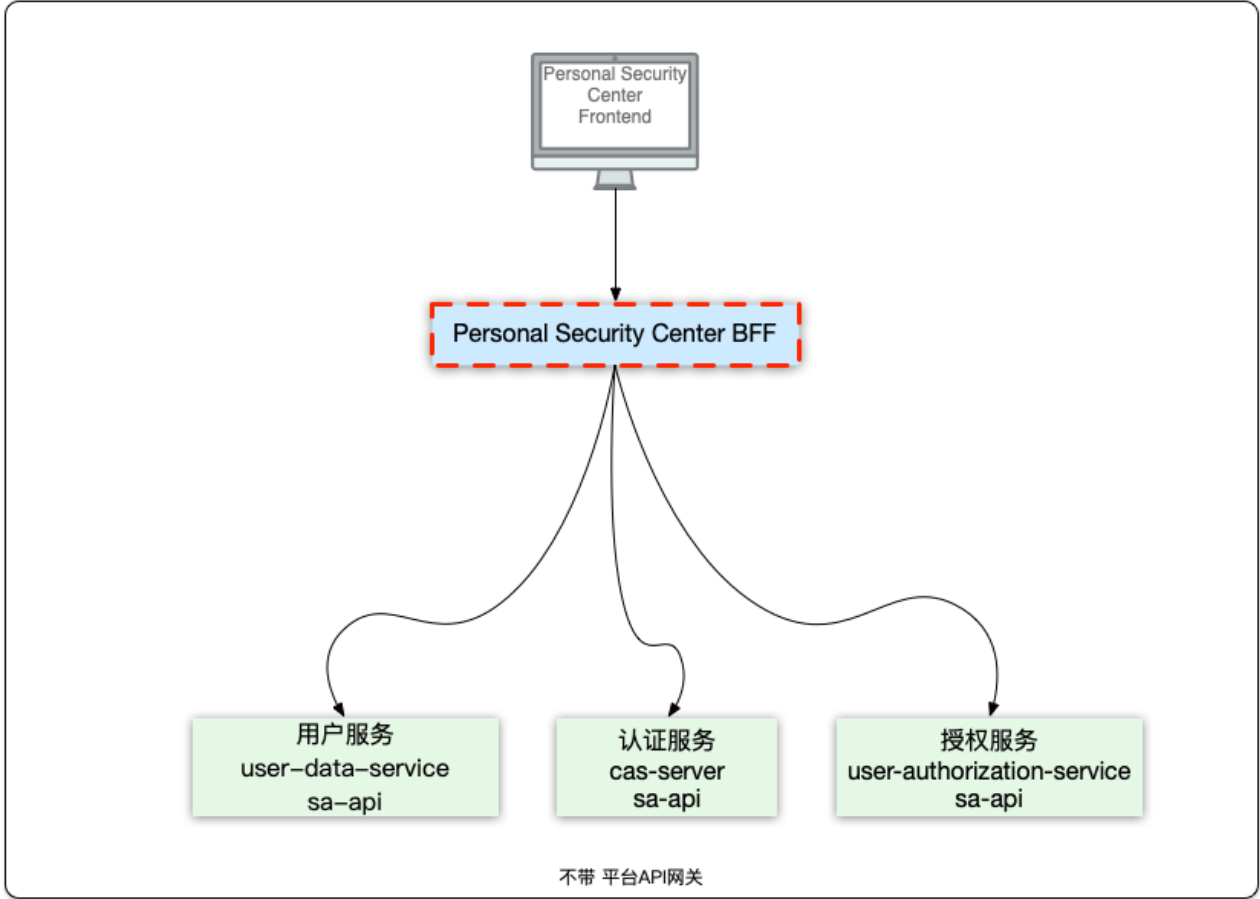 Personal Security
Center
Frontend
Personal Security Center BFF
用户服务
user-data-service
sa-api
认证服务
cas-server
sa-api
授权服务
user-authorization-service
sa-api
不带 平台API网关